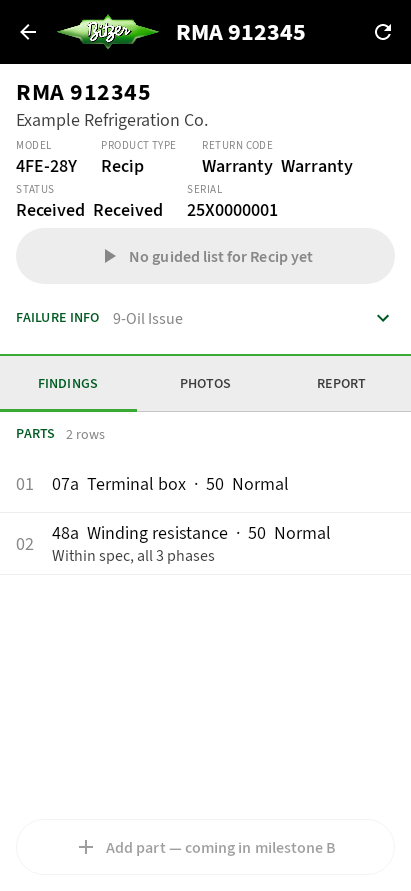 Bitzer RMA 912345
RMA 912345
Example Refrigeration Co.
MODEL PRODUCT TYPE RETURN CODE
4FE-28Y Recip Warranty Warranty
STATUS SERIAL
Received Received 25X0000001
No guided list for Recip yet
FAILURE INFO 9-Oil Issue
FINDINGS PHOTOS REPORT
PARTS 2 rows
01 07a Terminal box · 50 Normal
02 48a Winding resistance · 50 Normal
Within spec, all 3 phases
Add part — coming in milestone B